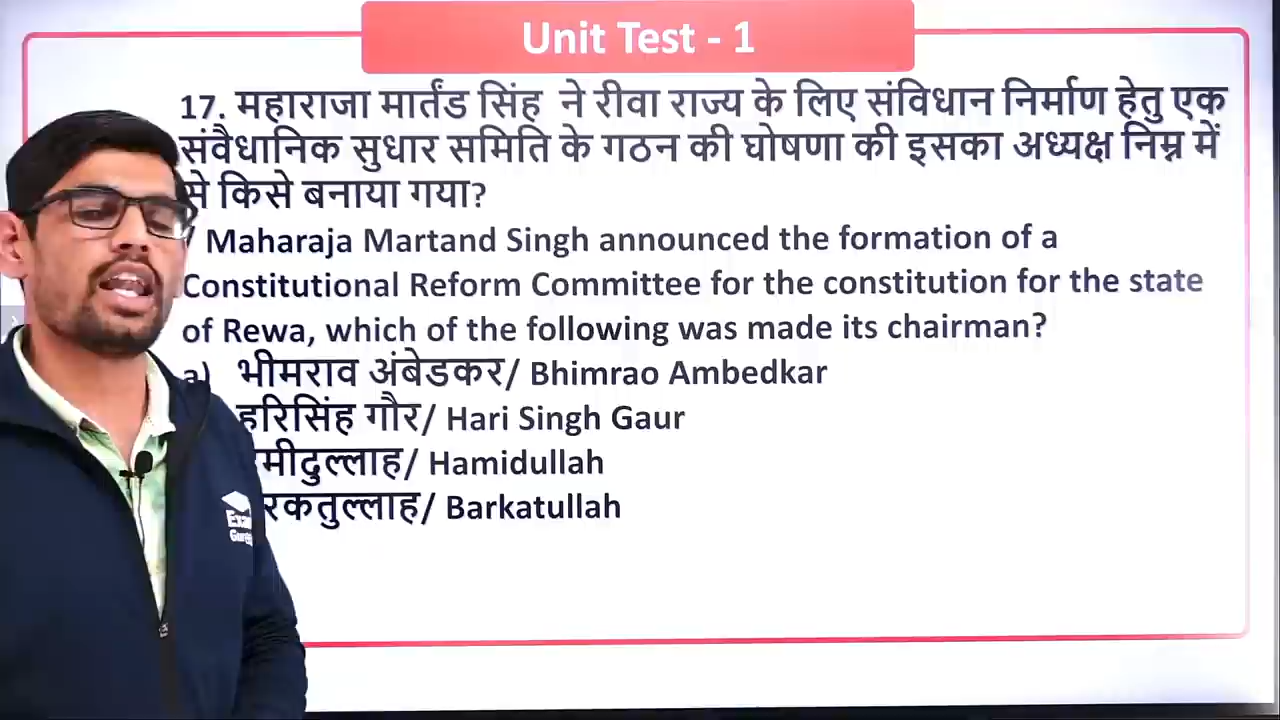 Unit Test - 1
17. महाराजा मार्तंड सिंह ने रीवा राज्य के लिए संविधान निर्माण हेतु एक
संवैधानिक सुधार समिति के गठन की घोषणा की इसका अध्यक्ष निम्न में
से किसे बनाया गया?
/ Maharaja Martand Singh announced the formation of a
Constitutional Reform Committee for the constitution for the state
of Rewa, which of the following was made its chairman?
a) भीमराव अंबेडकर/ Bhimrao Ambedkar
हरिसिंह गौर/ Hari Singh Gaur
हमीदुल्लाह/ Hamidullah
बरकतुल्लाह/ Barkatullah